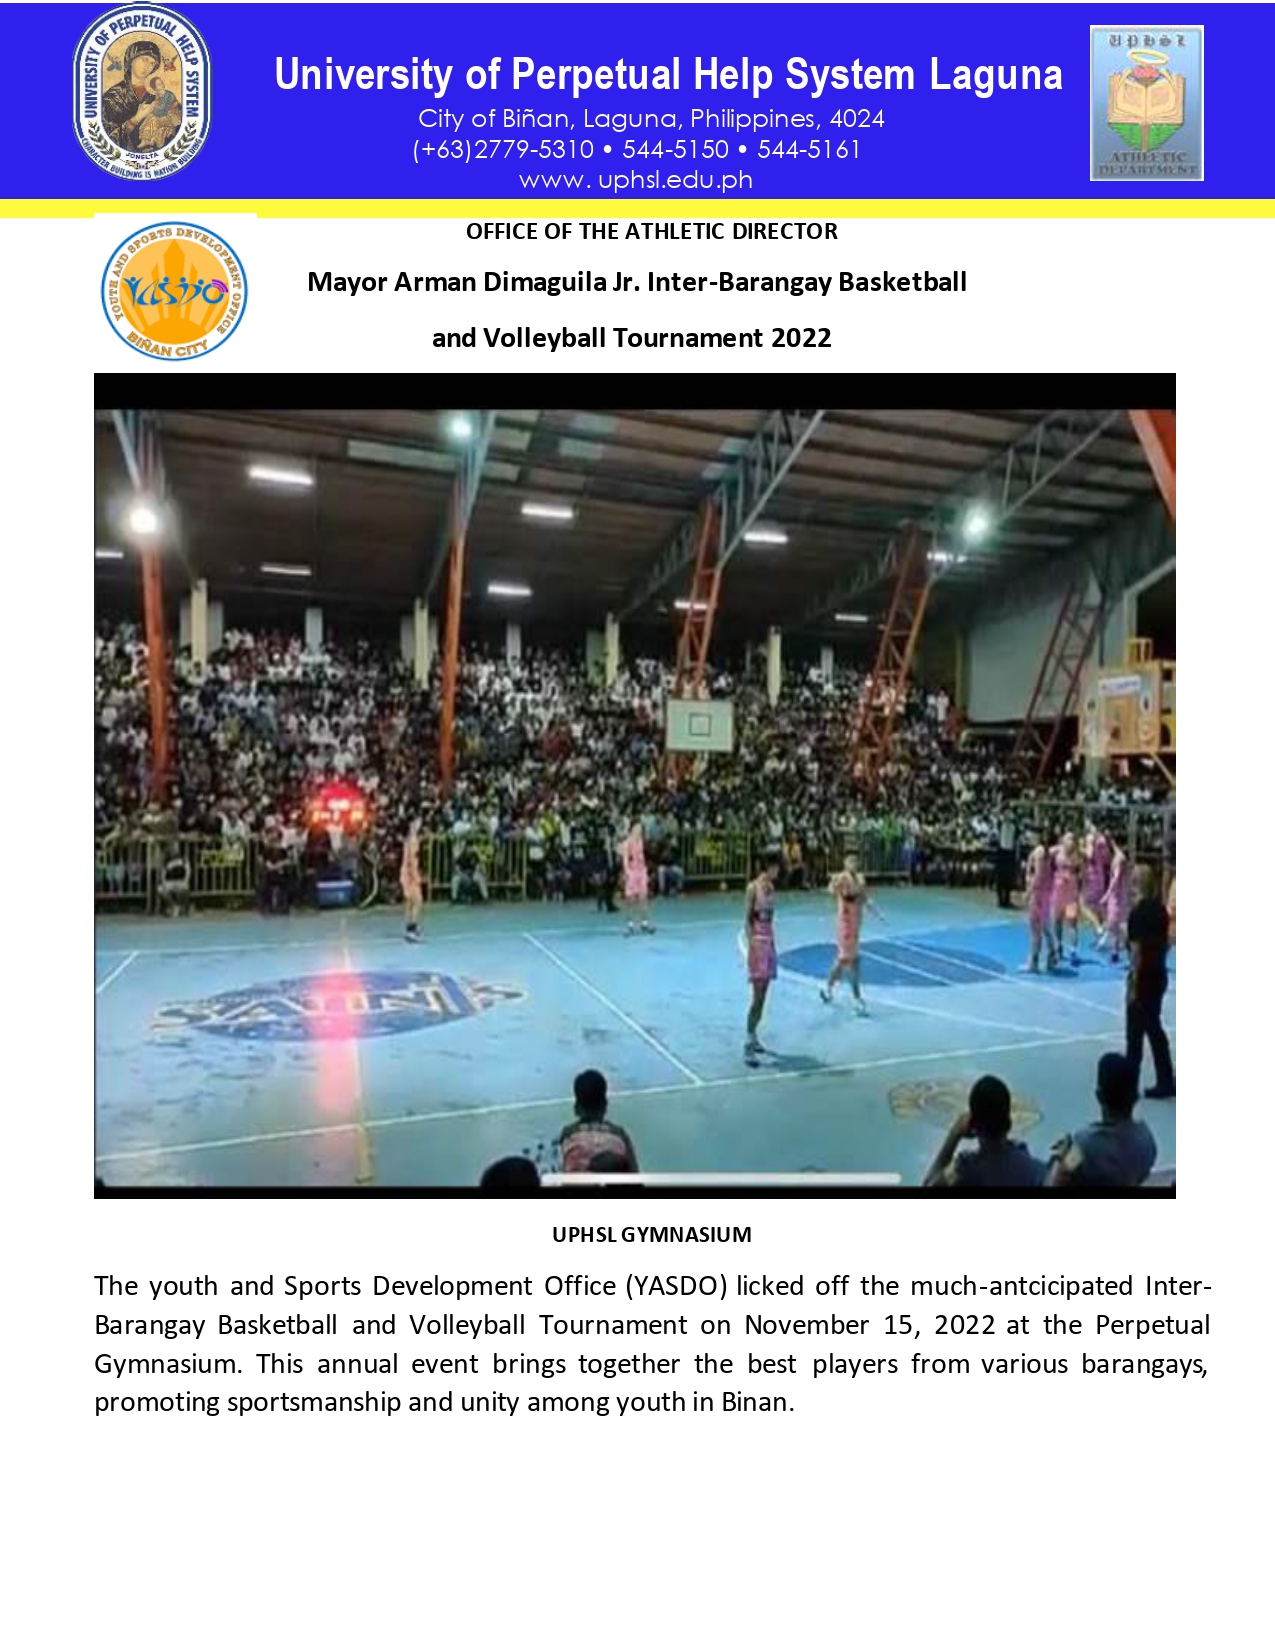 UNIVERSITY OF PERPETUAL HELP SYSTEM
JONELTA
CHARACTER BUILDING IS NATION BUILDING
University of Perpetual Help System Laguna
City of Biñan, Laguna, Philippines, 4024
(+63)2779-5310 • 544-5150 • 544-5161
www. uphsl.edu.ph
UPHSL
ATHLETIC
DEPARTMENT
YOUTH AND SPORTS DEVELOPMENT OFFICE
YASDO
BIÑAN CITY
OFFICE OF THE ATHLETIC DIRECTOR
Mayor Arman Dimaguila Jr. Inter-Barangay Basketball
and Volleyball Tournament 2022
UPHSL GYMNASIUM
The youth and Sports Development Office (YASDO) licked off the much-antcicipated Inter-
Barangay Basketball and Volleyball Tournament on November 15, 2022 at the Perpetual
Gymnasium. This annual event brings together the best players from various barangays,
promoting sportsmanship and unity among youth in Binan.